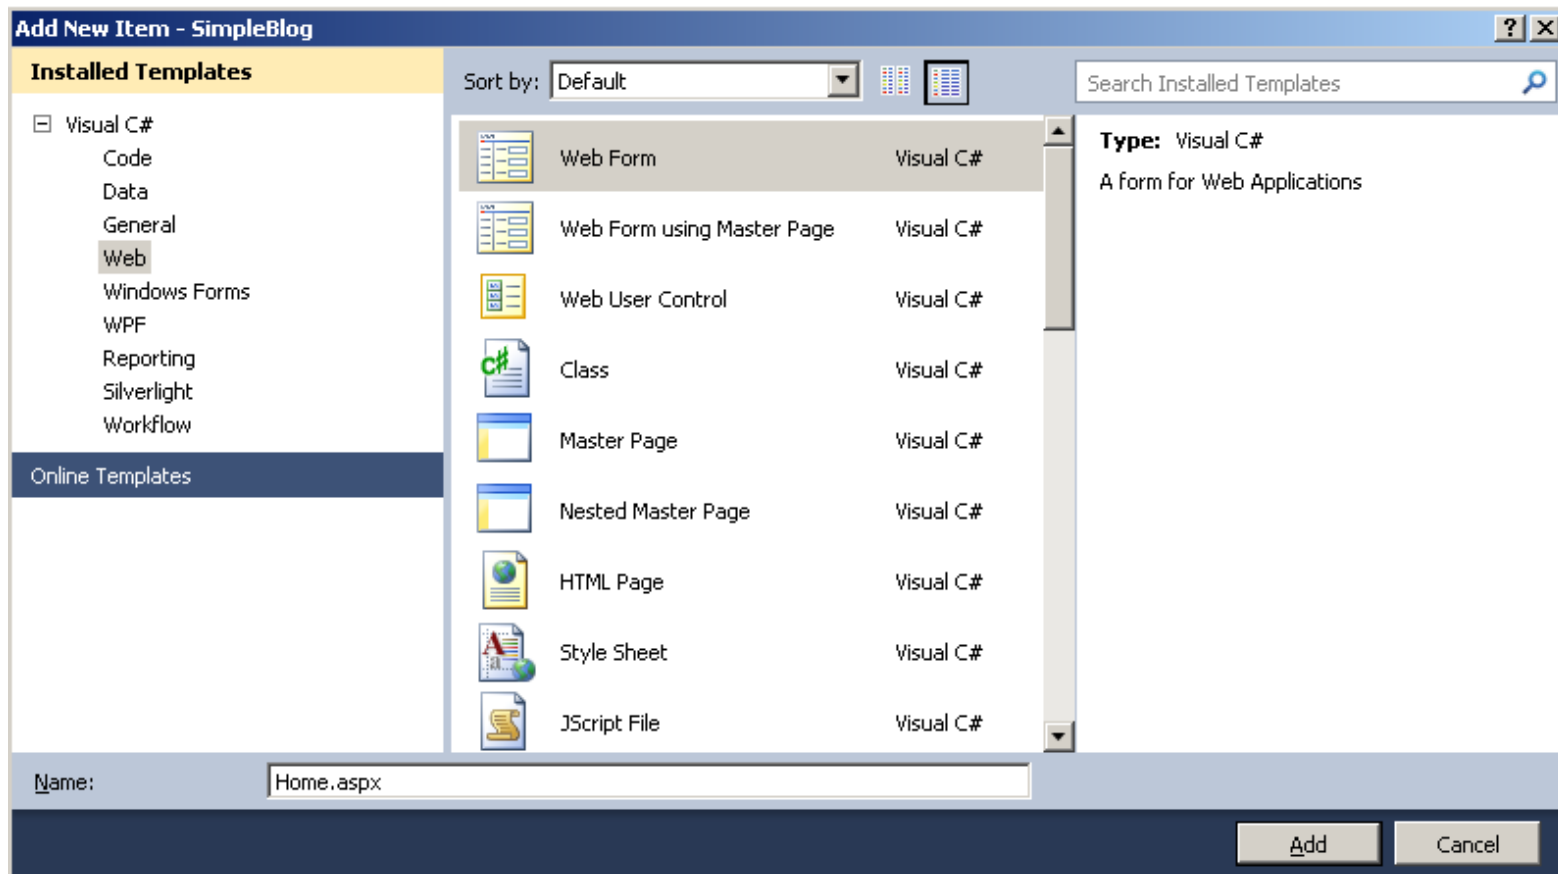 Add New Item - SimpleBlog
Installed Templates
Sort by: Default
Search Installed Templates
Visual C#
Code
Data
General
Web
Windows Forms
WPF
Reporting
Silverlight
Workflow
Online Templates
Web Form Visual C#
Web Form using Master Page Visual C#
Web User Control Visual C#
Class Visual C#
Master Page Visual C#
Nested Master Page Visual C#
HTML Page Visual C#
Style Sheet Visual C#
JScript File Visual C#
Type: Visual C#
A form for Web Applications
Name: Home.aspx
Add Cancel